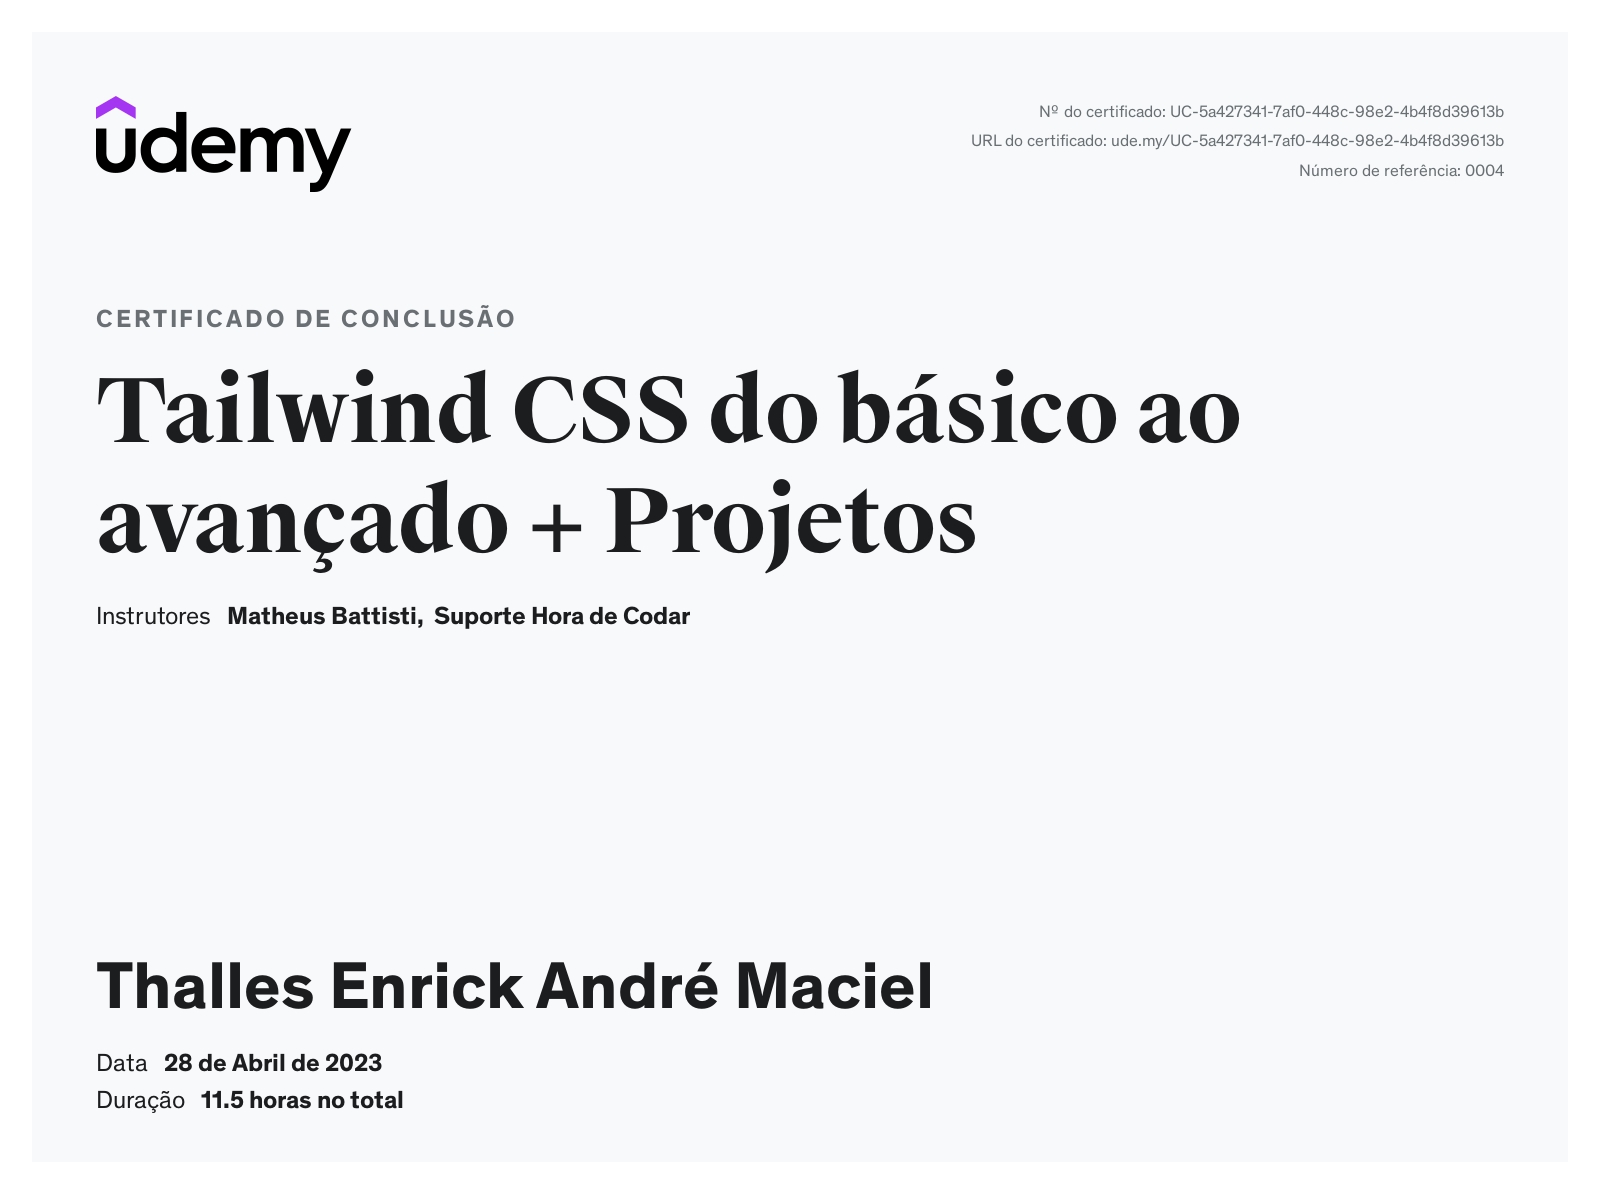 udemy
Nº do certificado: UC-5a427341-7af0-448c-98e2-4b4f8d39613b
URL do certificado: ude.my/UC-5a427341-7af0-448c-98e2-4b4f8d39613b
Número de referência: 0004
CERTIFICADO DE CONCLUSÃO
Tailwind CSS do básico ao
avançado + Projetos
Instrutores Matheus Battisti, Suporte Hora de Codar
Thalles Enrick André Maciel
Data 28 de Abril de 2023
Duração 11.5 horas no total